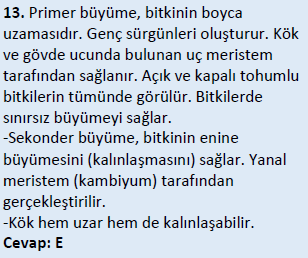 13. Primer büyüme, bitkinin boyca
uzamasıdır. Genç sürgünleri oluşturur. Kök
ve gövde ucunda bulunan uç meristem
tarafından sağlanır. Açık ve kapalı tohumlu
bitkilerin tümünde görülür. Bitkilerde
sınırsız büyümeyi sağlar.
-Sekonder büyüme, bitkinin enine
büyümesini (kalınlaşmasını) sağlar. Yanal
meristem (kambiyum) tarafından
gerçekleştirilir.
-Kök hem uzar hem de kalınlaşabilir.
Cevap: E